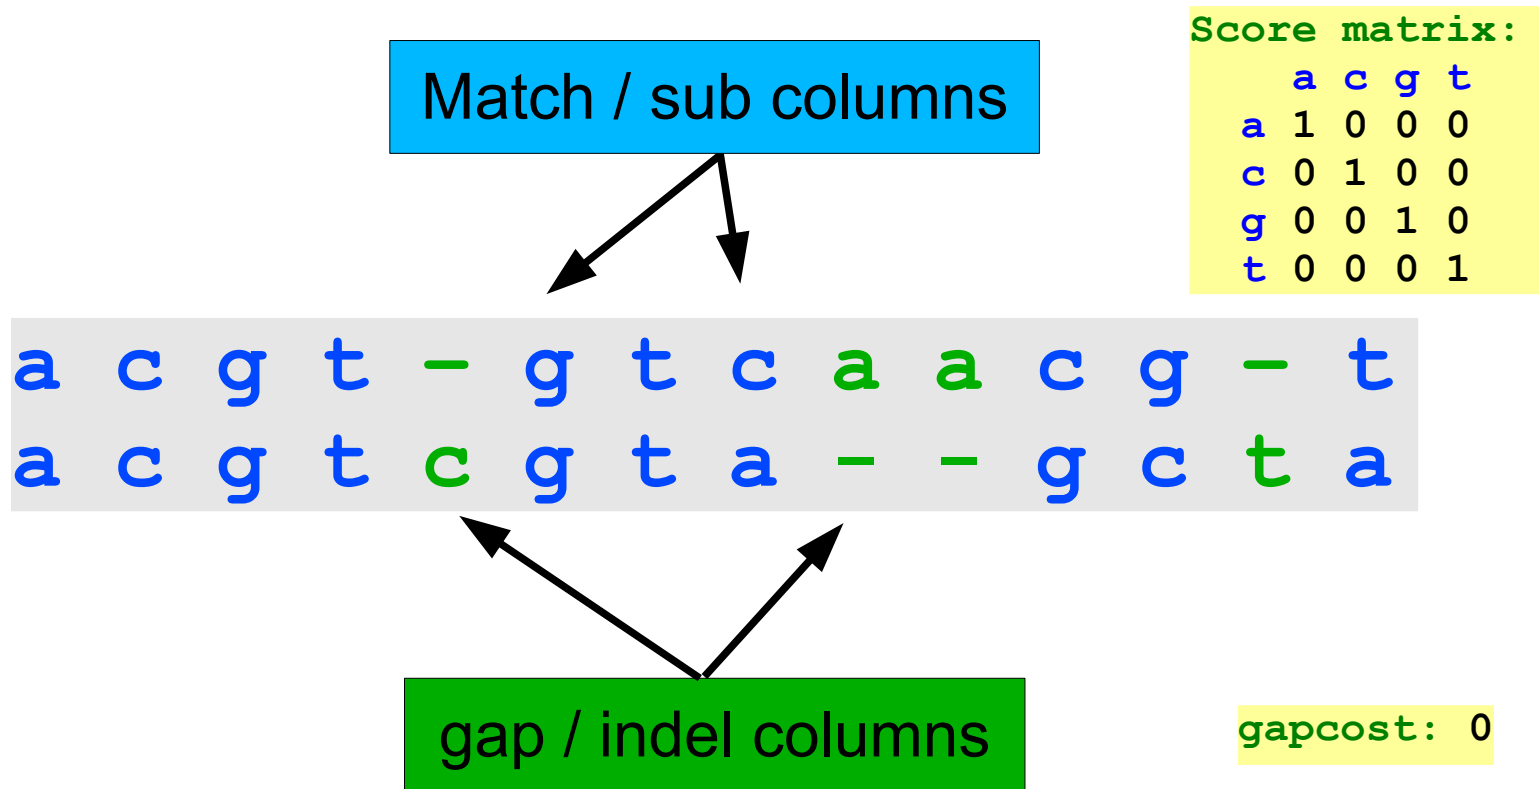 Score matrix:
a c g t
a 1 0 0 0
c 0 1 0 0
g 0 0 1 0
t 0 0 0 1
Match / sub columns
a c g t - g t c a a c g - t
a c g t c g t a - - g c t a
gap / indel columns
gapcost: 0